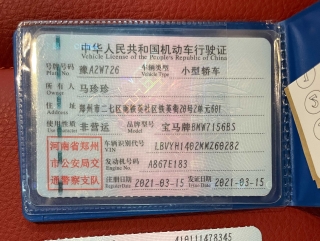 中华人民共和国机动车行驶证
Vehicle License of the People's Republic of China
号牌号码 豫A2W726 车辆类型 小型轿车
Plate No. Vehicle Type
所有人 马珍珍
Owner
住址 郑州市二七区南铁
Address
使用性质 非营运 品牌型号 宝马牌BMW7156BS
Use Character Model
河南省郑州
市公安局交
通警察支队
车辆识别代号
VIN
发动机号码 A867E183
Engine No.
注册日期 2021-03-15 发证日期 2021-03-15
Register Date Issue Date
410111478345